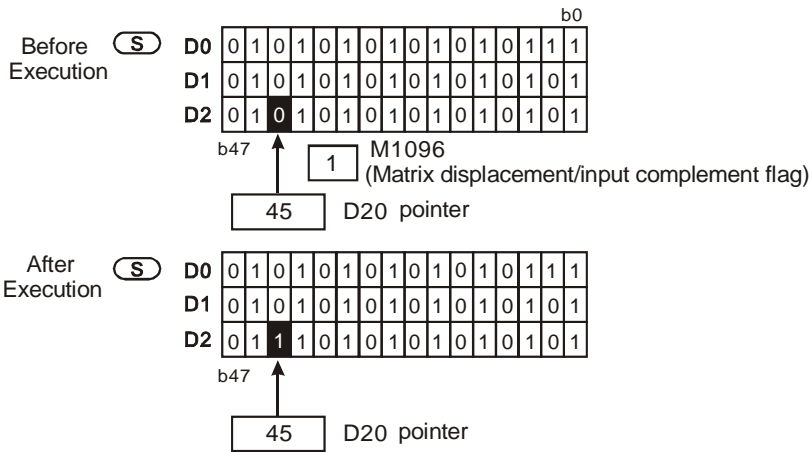 b0
Before Execution S D0 0 1 0 1 0 1 0 1 0 1 0 1 0 1 1 1
D1 0 1 0 1 0 1 0 1 0 1 0 1 0 1 0 1
D2 0 1 0 1 0 1 0 1 0 1 0 1 0 1 0 1
b47
1 M1096
(Matrix displacement/input complement flag)
45 D20 pointer
After Execution S D0 0 1 0 1 0 1 0 1 0 1 0 1 0 1 1 1
D1 0 1 0 1 0 1 0 1 0 1 0 1 0 1 0 1
D2 0 1 1 1 0 1 0 1 0 1 0 1 0 1 0 1
b47
45 D20 pointer